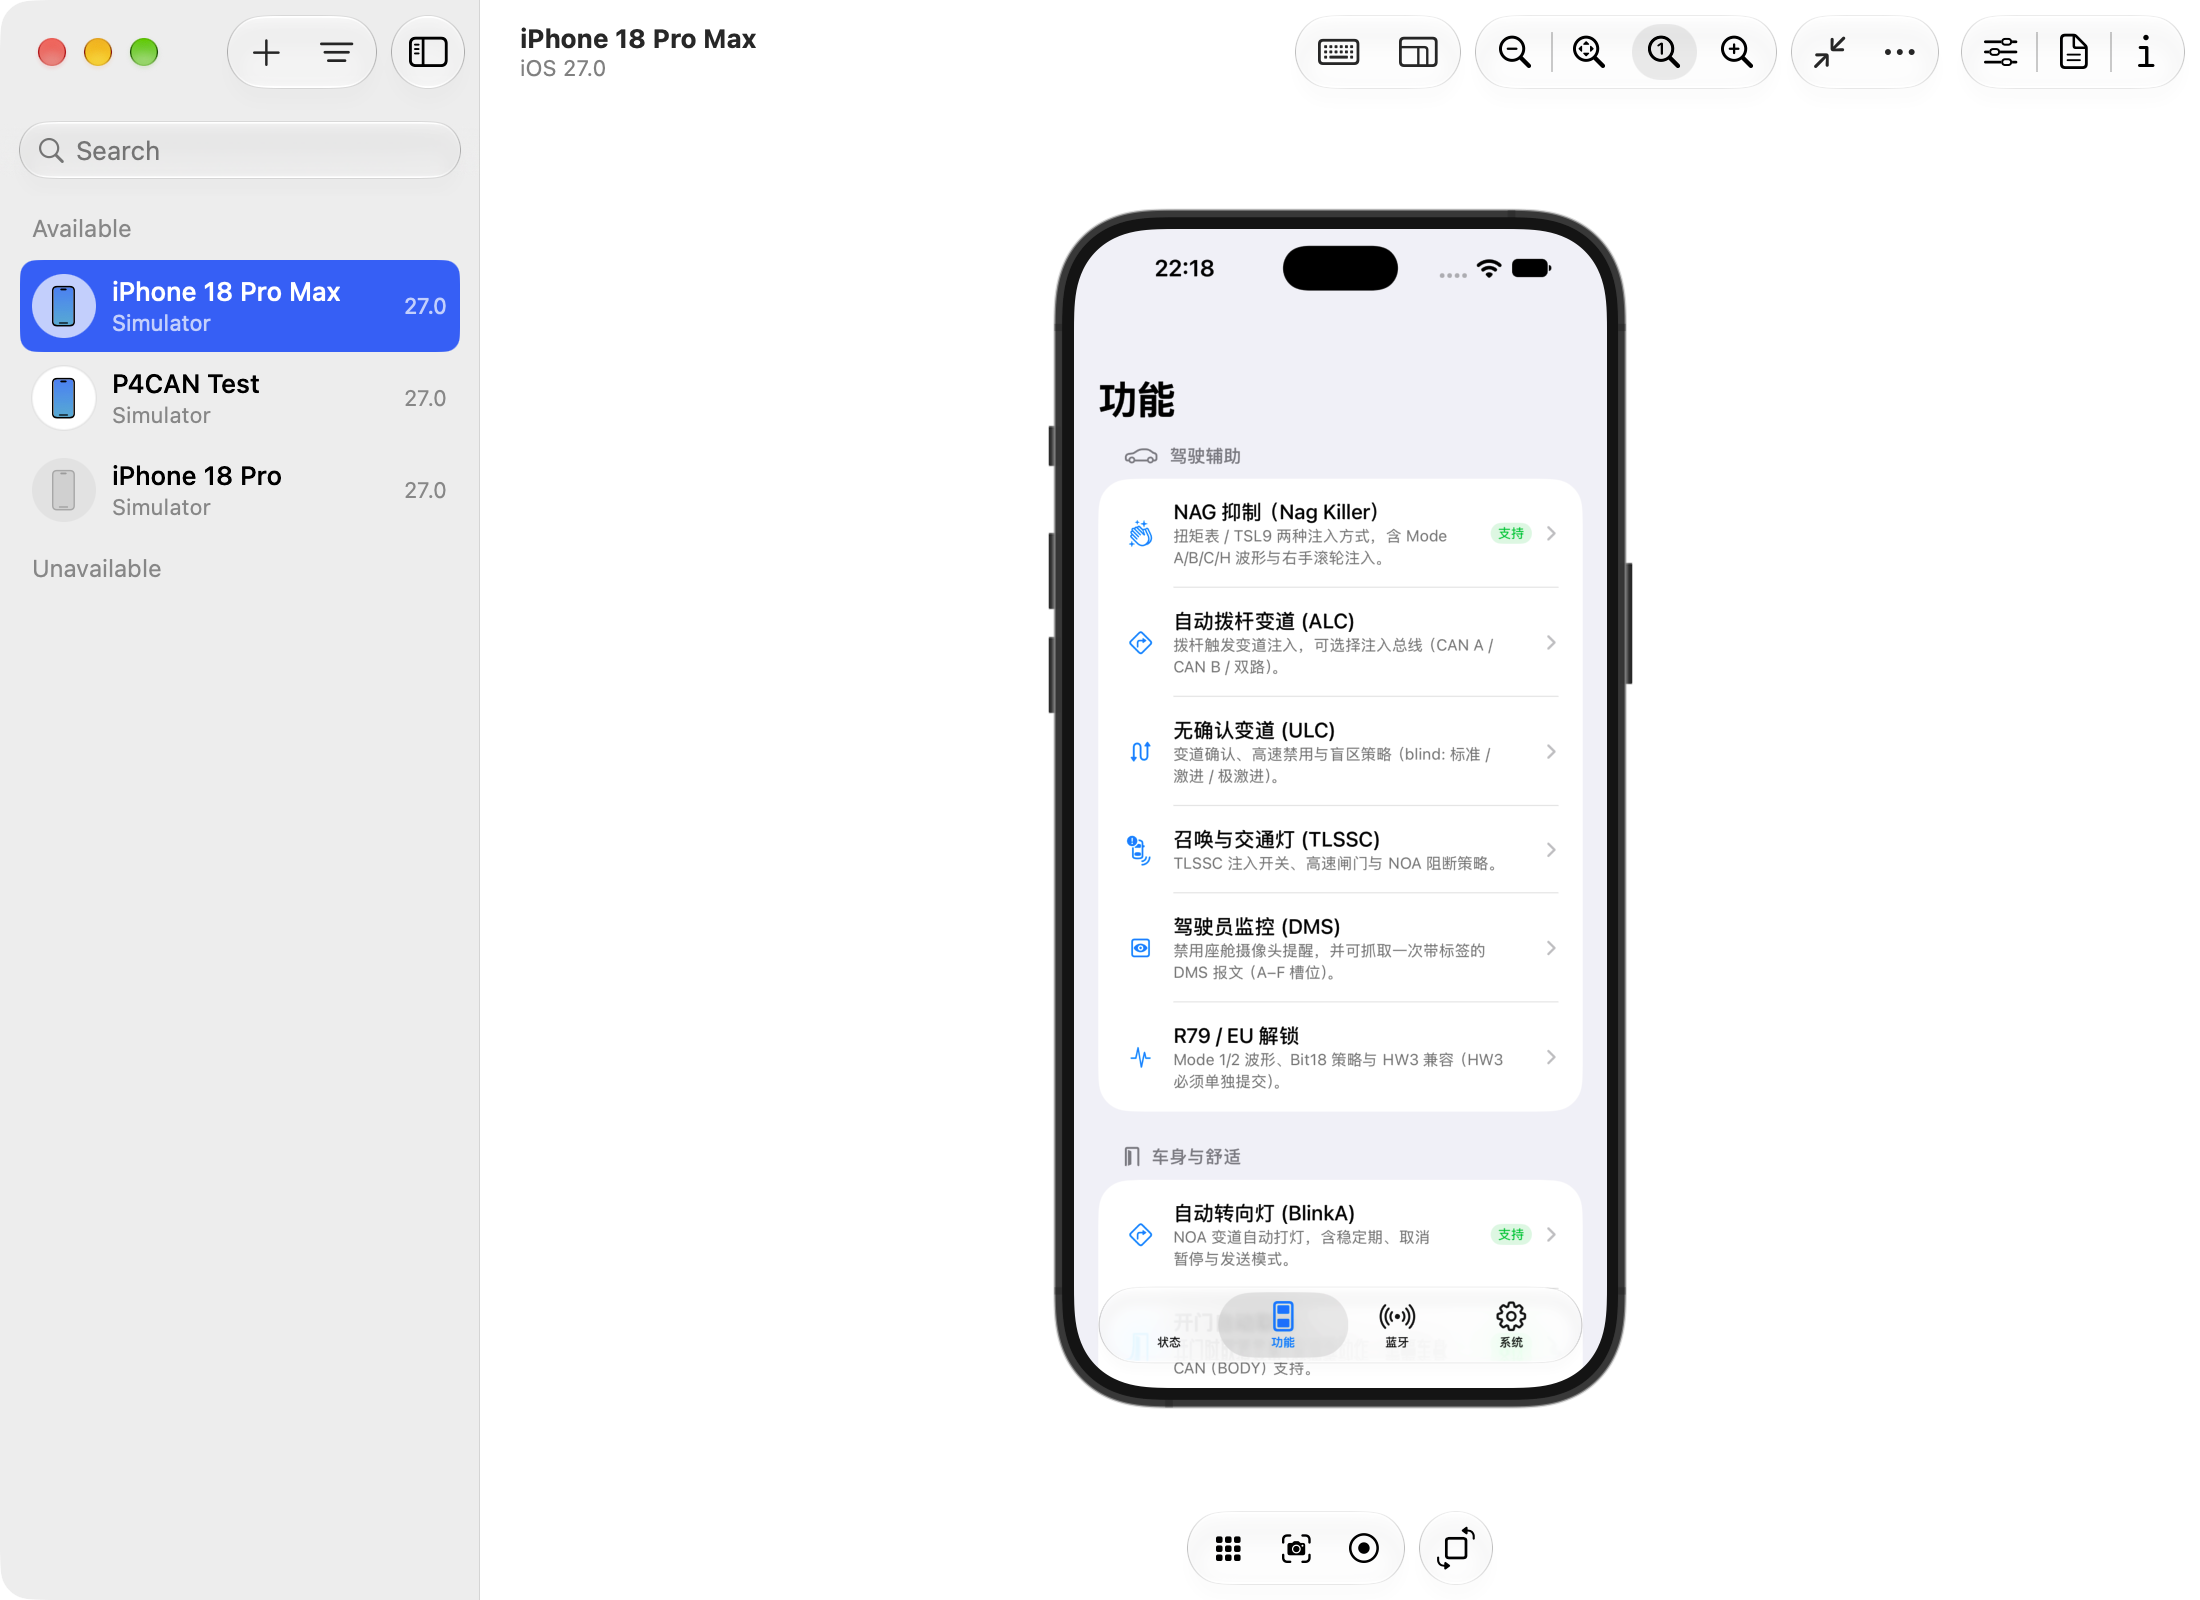 iPhone 18 Pro Max
iOS 27.0
Search
Available
iPhone 18 Pro Max
Simulator
27.0
P4CAN Test
Simulator
27.0
iPhone 18 Pro
Simulator
27.0
Unavailable
22:18
功能
驾驶辅助
NAG 抑制（Nag Killer）
扭矩表 / TSL9 两种注入方式，含 Mode
A/B/C/H 波形与右手滚轮注入。
支持
自动拨杆变道 (ALC)
拨杆触发变道注入，可选择注入总线（CAN A /
CAN B / 双路）。
无确认变道 (ULC)
变道确认、高速禁用与盲区策略（blind: 标准 /
激进 / 极激进）。
召唤与交通灯 (TLSSC)
TLSSC 注入开关、高速闸门与 NOA 阻断策略。
驾驶员监控 (DMS)
禁用座舱摄像头提醒，并可抓取一次带标签的
DMS 报文（A–F 槽位）。
R79 / EU 解锁
Mode 1/2 波形、Bit18 策略与 HW3 兼容（HW3
必须单独提交）。
车身与舒适
自动转向灯 (BlinkA)
NOA 变道自动打灯，含稳定期、取消
暂停与发送模式。
支持
开门
状态
功能
蓝牙
系统
CAN (BODY) 支持。